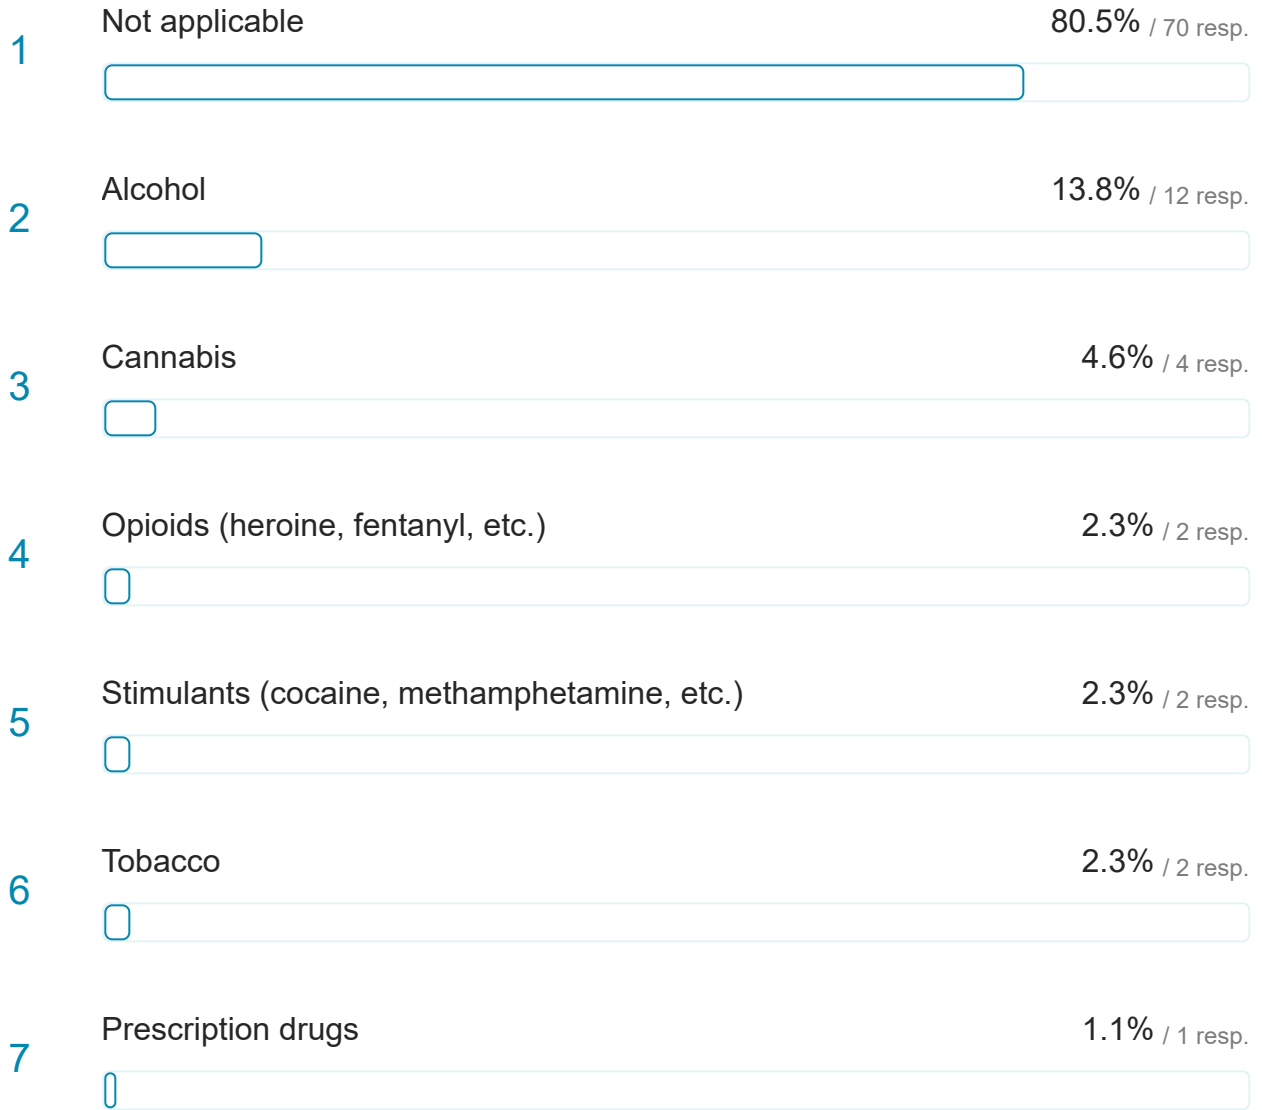 1
Not applicable 80.5% / 70 resp.
2
Alcohol 13.8% / 12 resp.
3
Cannabis 4.6% / 4 resp.
4
Opioids (heroine, fentanyl, etc.) 2.3% / 2 resp.
5
Stimulants (cocaine, methamphetamine, etc.) 2.3% / 2 resp.
6
Tobacco 2.3% / 2 resp.
7
Prescription drugs 1.1% / 1 resp.